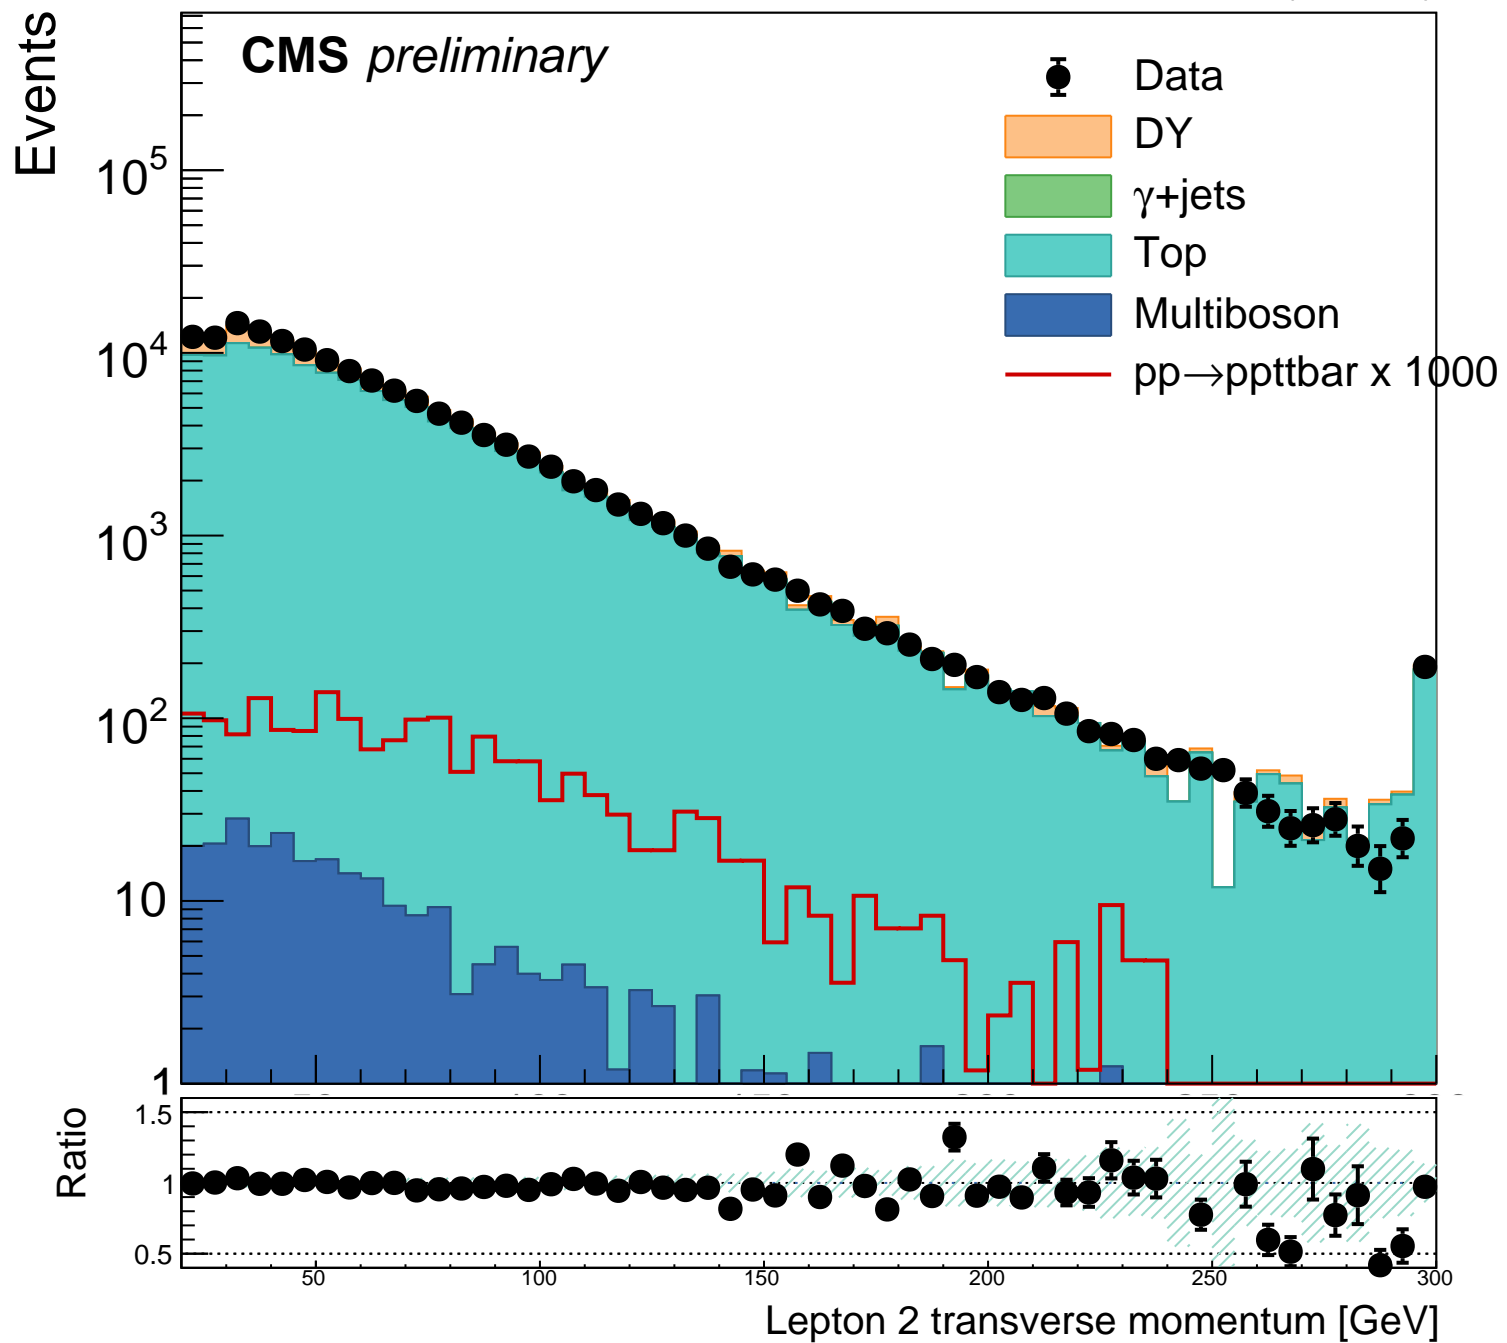 CMS preliminary
Events
Data
DY
γ+jets
Top
Multiboson
pp→ppttbar x 1000
10^5
10^4
10^3
10^2
10
1
Ratio
1.5
1
0.5
50 100 150 200 250 300
Lepton 2 transverse momentum [GeV]